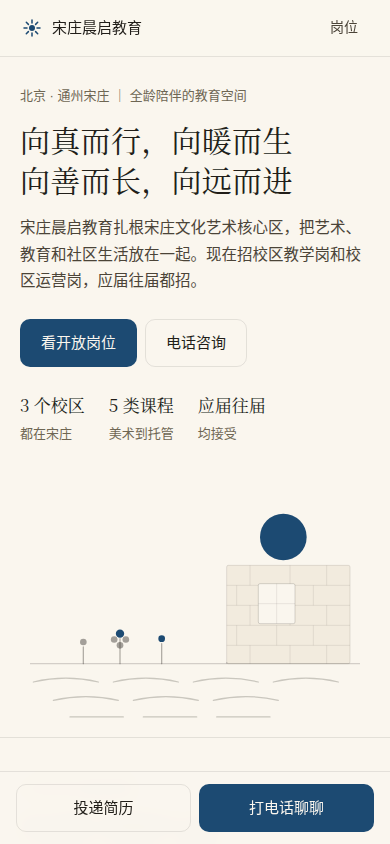 宋庄晨启教育
岗位
北京 · 通州宋庄 | 全龄陪伴的教育空间
向真而行，向暖而生
向善而长，向远而进
宋庄晨启教育扎根宋庄文化艺术核心区，把艺术、
教育和社区生活放在一起。现在招校区教学岗和校
区运营岗，应届往届都招。
看开放岗位
电话咨询
3 个校区
都在宋庄
5 类课程
美术到托管
应届往届
均接受
投递简历
打电话聊聊